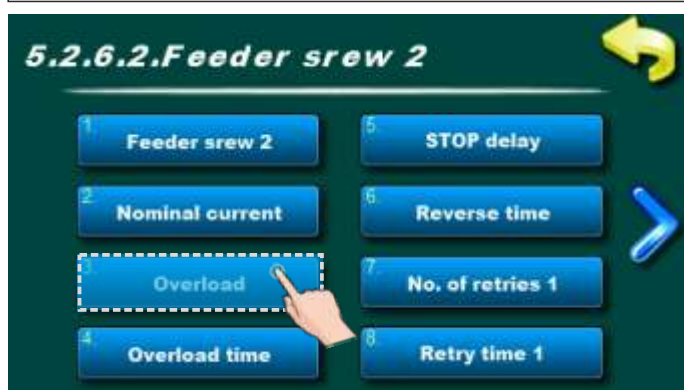 5.2.6.2.Feeder srew 2
1. Feeder srew 2
2. Nominal current
3. Overload
4. Overload time
5. STOP delay
6. Reverse time
7. No. of retries 1
8. Retry time 1